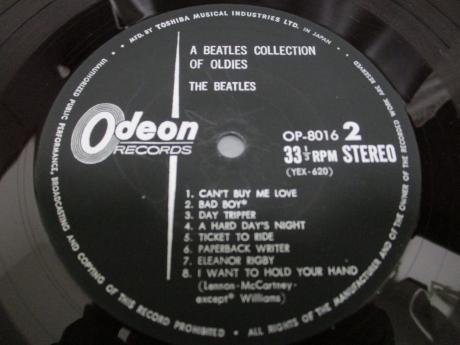 MFD. BY TOSHIBA MUSICAL INDUSTRIES LTD. IN JAPAN
A BEATLES COLLECTION
OF OLDIES
THE BEATLES
Odeon
RECORDS
OP-8016 2
33 1/3 RPM STEREO
(YEX-620)
1. CAN'T BUY ME LOVE
2. BAD BOY*
3. DAY TRIPPER
4. A HARD DAY'S NIGHT
5. TICKET TO RIDE
6. PAPERBACK WRITER
7. ELEANOR RIGBY
8. I WANT TO HOLD YOUR HAND
(Lennon-McCartney-
except* Williams)
UNAUTHORIZED PUBLIC PERFORMANCE, BROADCASTING AND COPYING OF THIS RECORD PROHIBITED • ALL RIGHTS OF THE MANUFACTURER AND OF THE OWNER OF THE RECORDED WORK ARE RESERVED